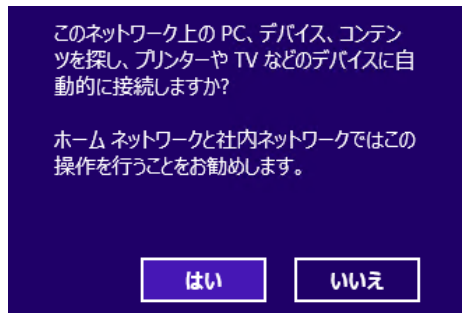 このネットワーク上の PC、デバイス、コンテン
ツを探し、プリンターや TV などのデバイスに自
動的に接続しますか?
ホーム ネットワークと社内ネットワークではこの
操作を行うことをお勧めします。
はい
いいえ